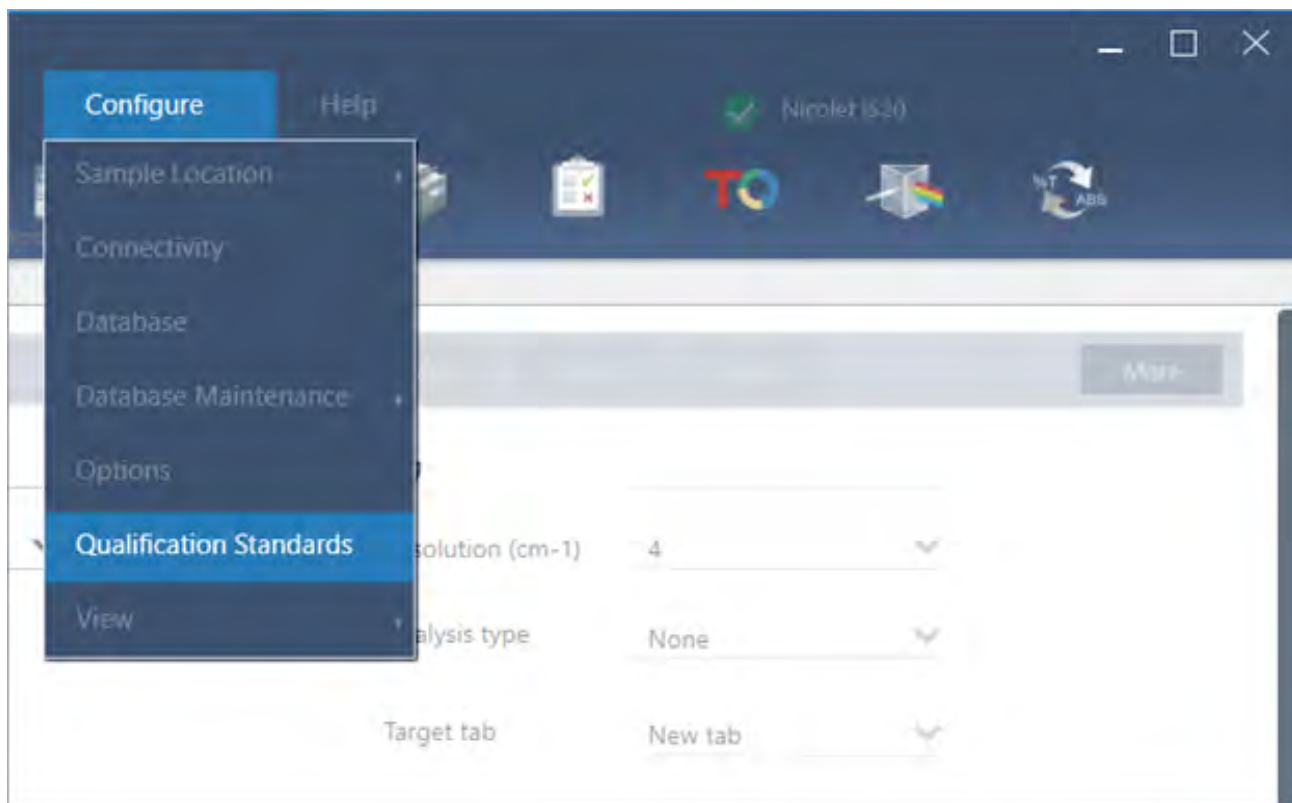 Configure
Help
Nicolet iS20
Sample Location
Connectivity
Database
Database Maintenance
Options
Qualification Standards
View
TQ
%T
ABS
More
solution (cm-1)
4
alysis type
None
Target tab
New tab